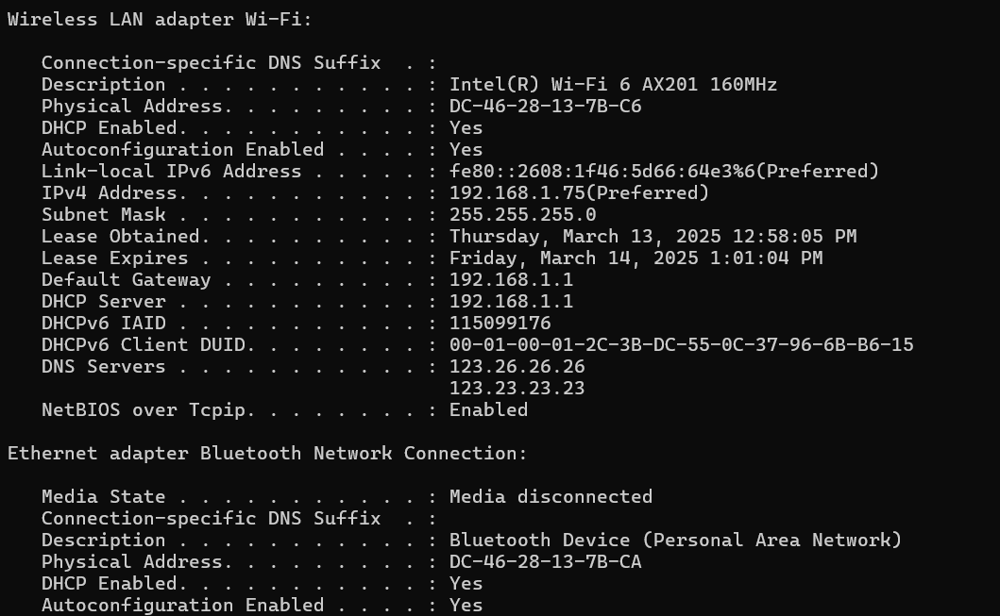 Wireless LAN adapter Wi-Fi:
Connection-specific DNS Suffix  . :
Description . . . . . . . . . . . : Intel(R) Wi-Fi 6 AX201 160MHz
Physical Address. . . . . . . . . : DC-46-28-13-7B-C6
DHCP Enabled. . . . . . . . . . . : Yes
Autoconfiguration Enabled . . . . : Yes
Link-local IPv6 Address . . . . . : fe80::2608:1f46:5d66:64e3%6(Preferred)
IPv4 Address. . . . . . . . . . . : 192.168.1.75(Preferred)
Subnet Mask . . . . . . . . . . . : 255.255.255.0
Lease Obtained. . . . . . . . . . : Thursday, March 13, 2025 12:58:05 PM
Lease Expires . . . . . . . . . . : Friday, March 14, 2025 1:01:04 PM
Default Gateway . . . . . . . . . : 192.168.1.1
DHCP Server . . . . . . . . . . . : 192.168.1.1
DHCPv6 IAID . . . . . . . . . . . : 115099176
DHCPv6 Client DUID. . . . . . . . : 00-01-00-01-2C-3B-DC-55-0C-37-96-6B-B6-15
DNS Servers . . . . . . . . . . . : 123.26.26.26
123.23.23.23
NetBIOS over Tcpip. . . . . . . . : Enabled
Ethernet adapter Bluetooth Network Connection:
Media State . . . . . . . . . . . : Media disconnected
Connection-specific DNS Suffix  . :
Description . . . . . . . . . . . : Bluetooth Device (Personal Area Network)
Physical Address. . . . . . . . . : DC-46-28-13-7B-CA
DHCP Enabled. . . . . . . . . . . : Yes
Autoconfiguration Enabled . . . . : Yes